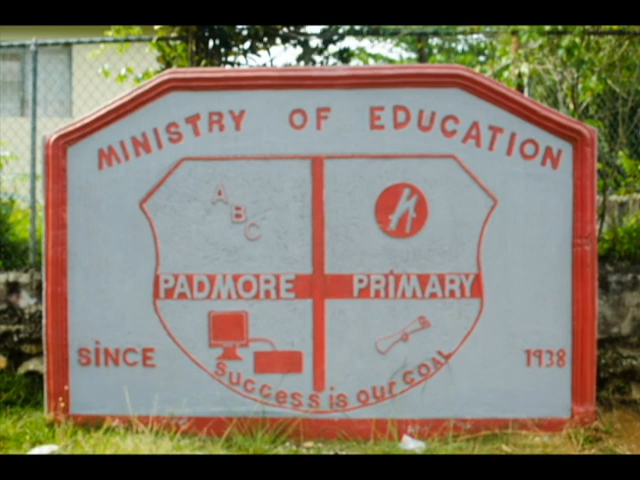 MINISTRY OF EDUCATION
A
B
C
PADMORE PRIMARY
SINCE 1938
Success is our GOAL